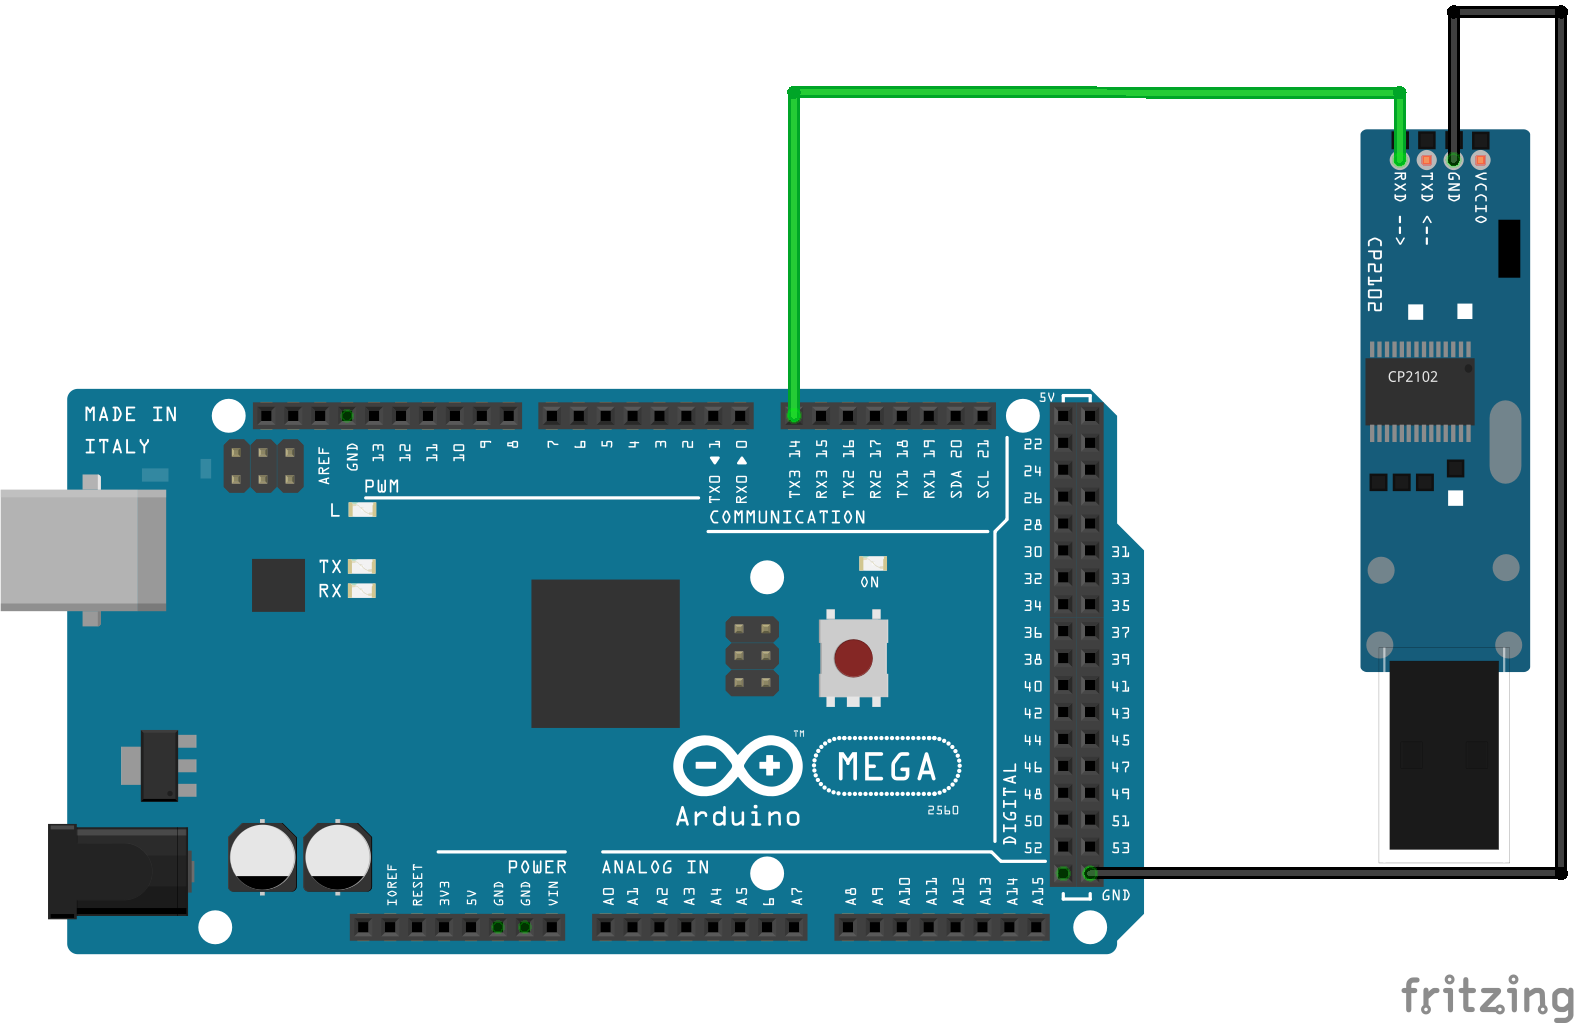 RXD --->
TXD <---
GND
VCCIO
CP2102
CP2102
MADE IN
ITALY
AREF
GND
13
12
11
10
9
8
7
6
5
4
3
2
TX0 ◄ 1
RX0 ► 0
TX3 14
RX3 15
TX2 16
RX2 17
TX1 18
RX1 19
SDA 20
SCL 21
5V
PWM
COMMUNICATION
L
TX
RX
ON
22
24
26
28
30 31
32 33
34 35
36 37
38 39
40 41
42 43
44 45
46 47
48 49
50 51
52 53
DIGITAL
GND
TM
MEGA
2560
Arduino
POWER
ANALOG IN
IOREF
RESET
3V3
5V
GND
GND
VIN
A0
A1
A2
A3
A4
A5
6
A7
A8
A9
A10
A11
A12
A13
A14
A15
fritzing